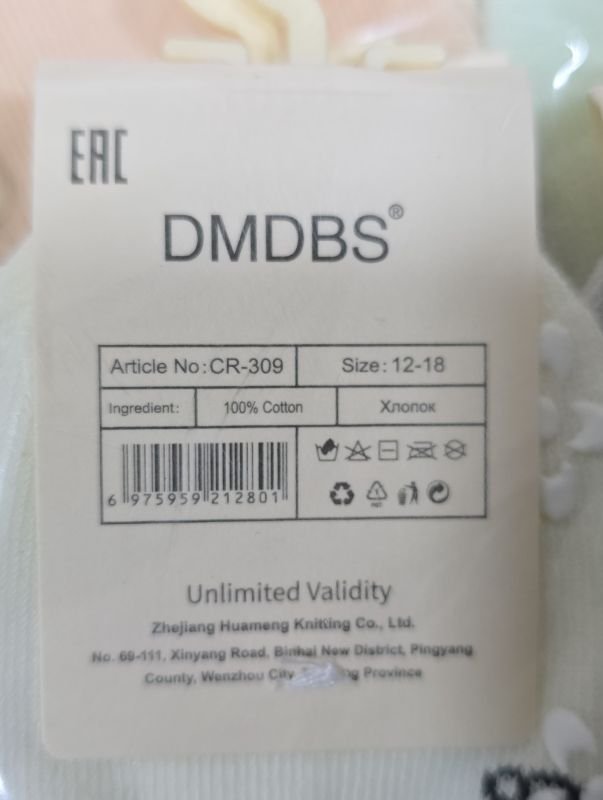 EAC
DMDBS®
Article No: CR-309
Size: 12-18
Ingredient:
100% Cotton
Хлопок
6 975959 212801
Unlimited Validity
Zhejiang Huameng Knitting Co., Ltd.
No. 69-111, Xinyang Road, Binhai New District, Pingyang
County, Wenzhou City, Province